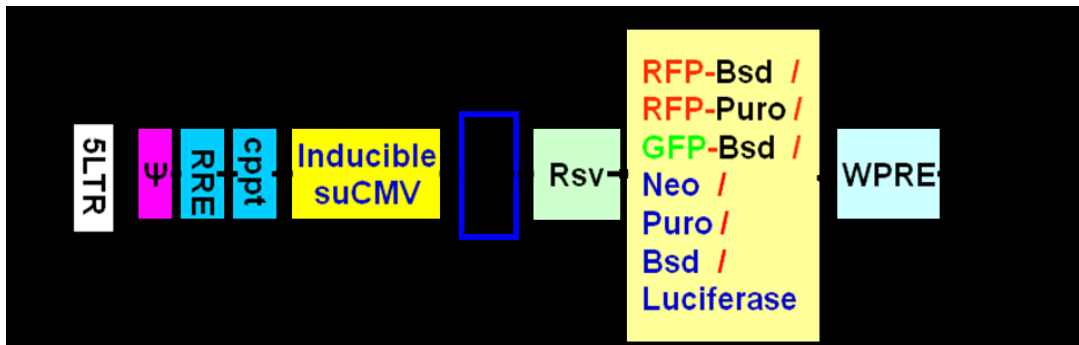 5LTR
Ψ
RRE
cppt
Inducible
suCMV
Rsv
RFP-Bsd /
RFP-Puro /
GFP-Bsd /
Neo /
Puro /
Bsd /
Luciferase
WPRE